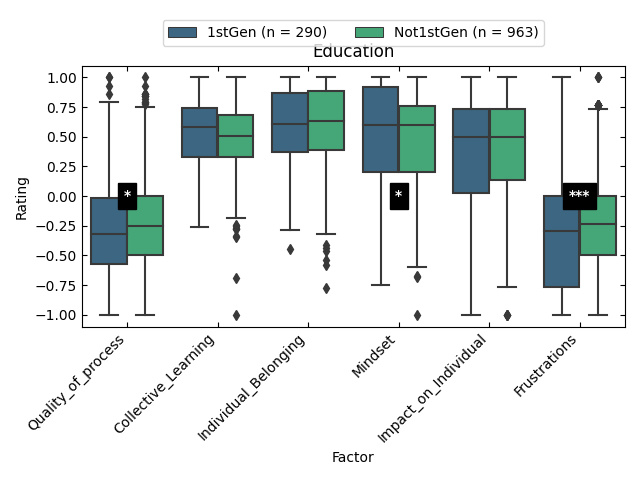 1stGen (n = 290) Not1stGen (n = 963)
Education
1.00
0.75
0.50
0.25
0.00
−0.25
−0.50
−0.75
−1.00
Rating
* * ***
Quality_of_process
Collective_Learning
Individual_Belonging
Mindset
Impact_on_Individual
Frustrations
Factor